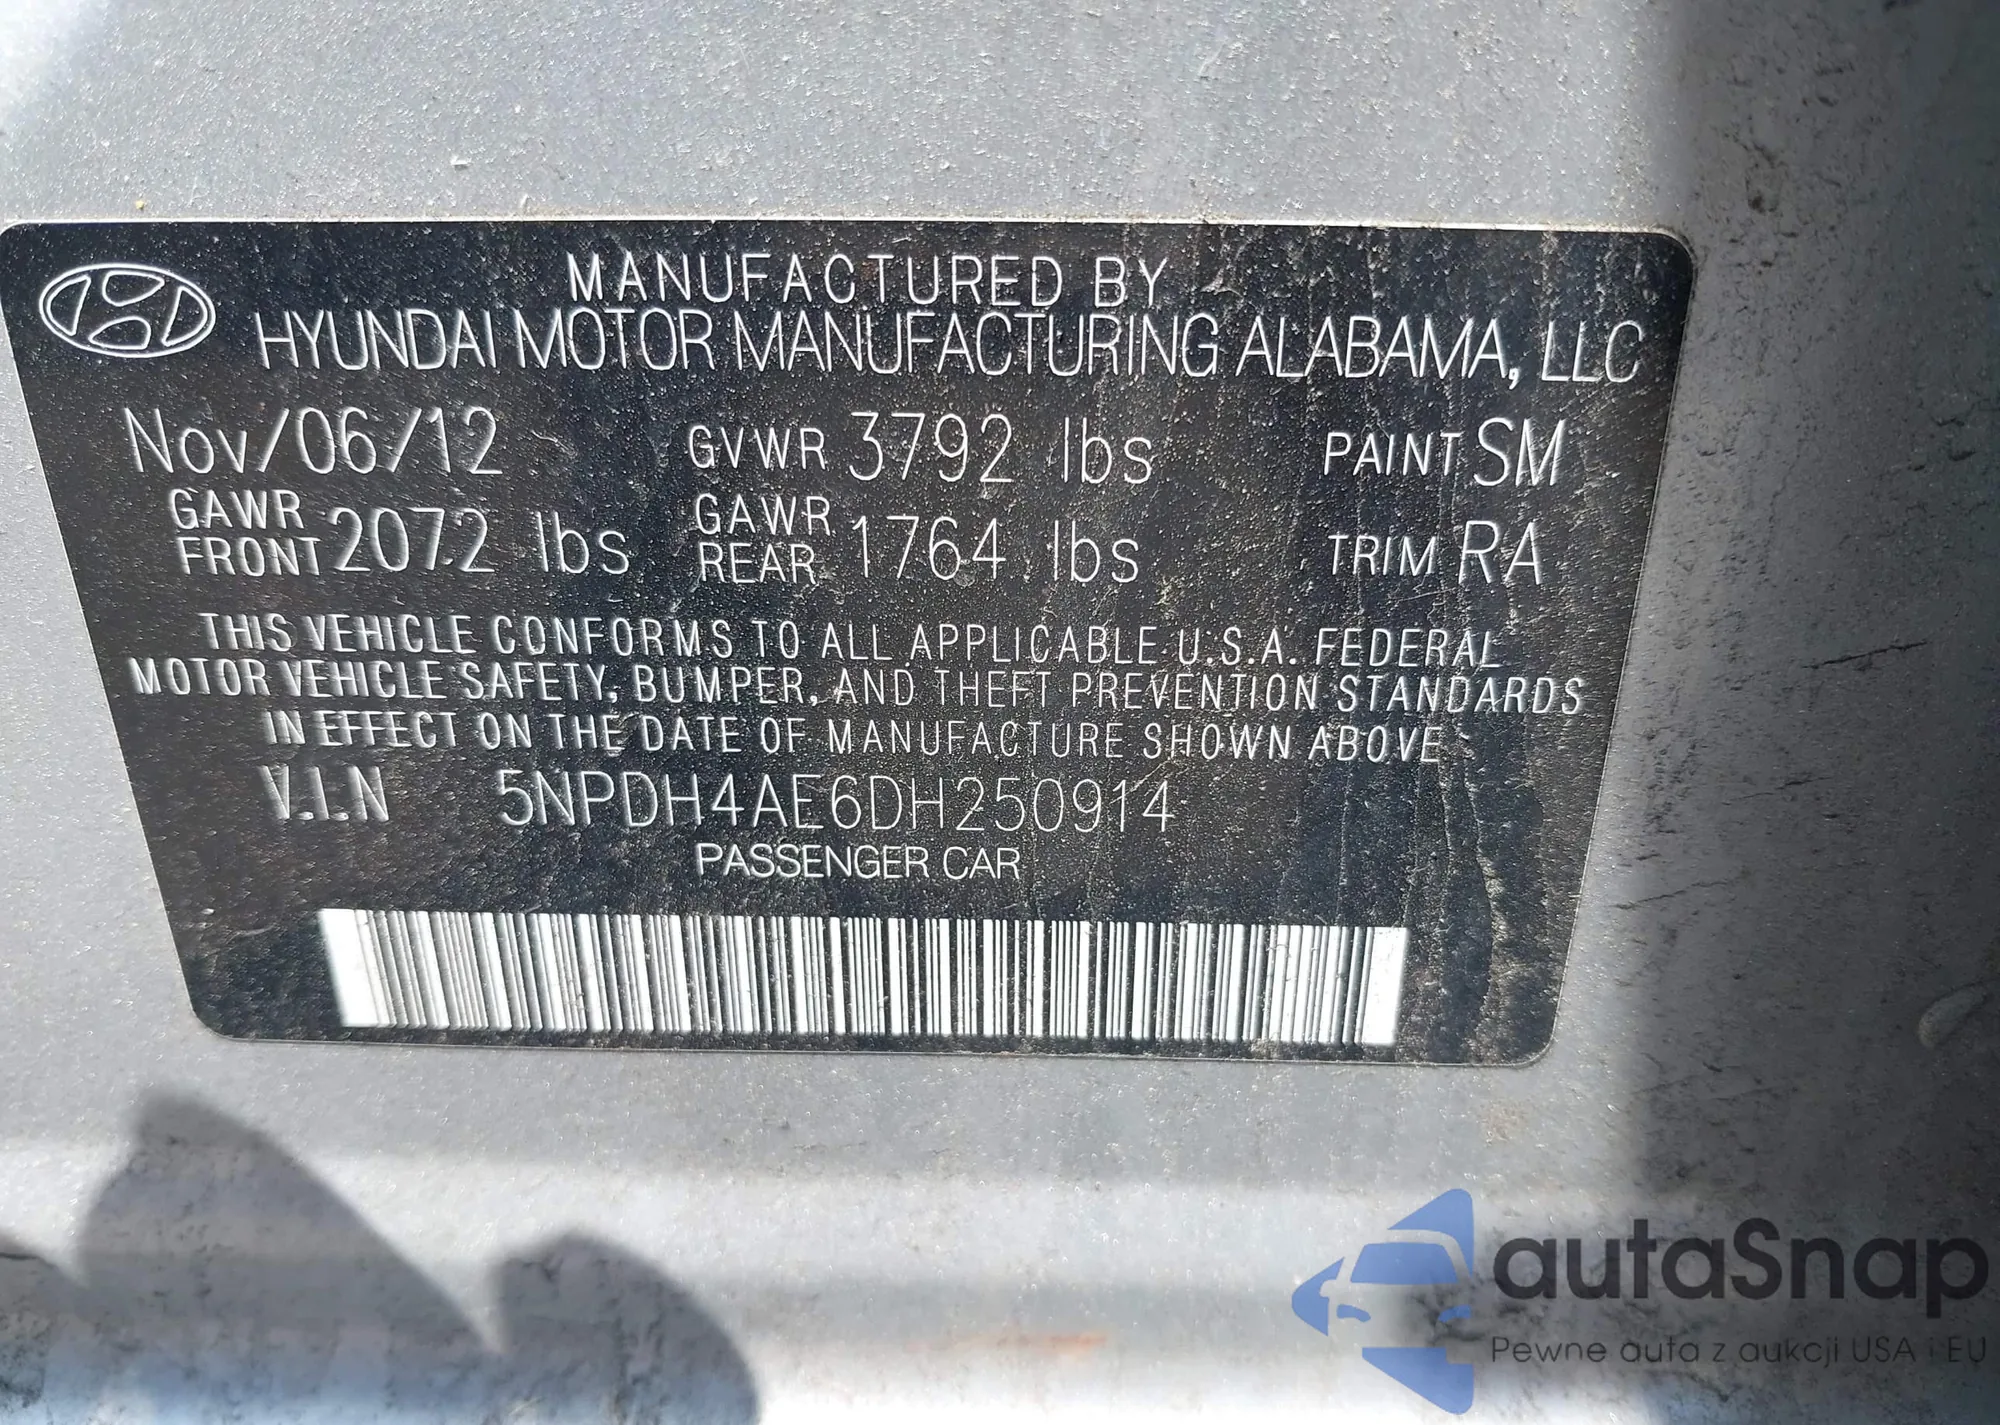 MANUFACTURED BY
HYUNDAI MOTOR MANUFACTURING ALABAMA, LLC
Nov/06/12 GVWR 3792 lbs PAINT SM
GAWR FRONT 2072 lbs GAWR REAR 1764 lbs TRIM RA
THIS VEHICLE CONFORMS TO ALL APPLICABLE U.S.A. FEDERAL
MOTOR VEHICLE SAFETY, BUMPER, AND THEFT PREVENTION STANDARDS
IN EFFECT ON THE DATE OF MANUFACTURE SHOWN ABOVE
V.I.N 5NPDH4AE6DH250914
PASSENGER CAR
autaSnap
Pewne auta z aukcji USA i EU